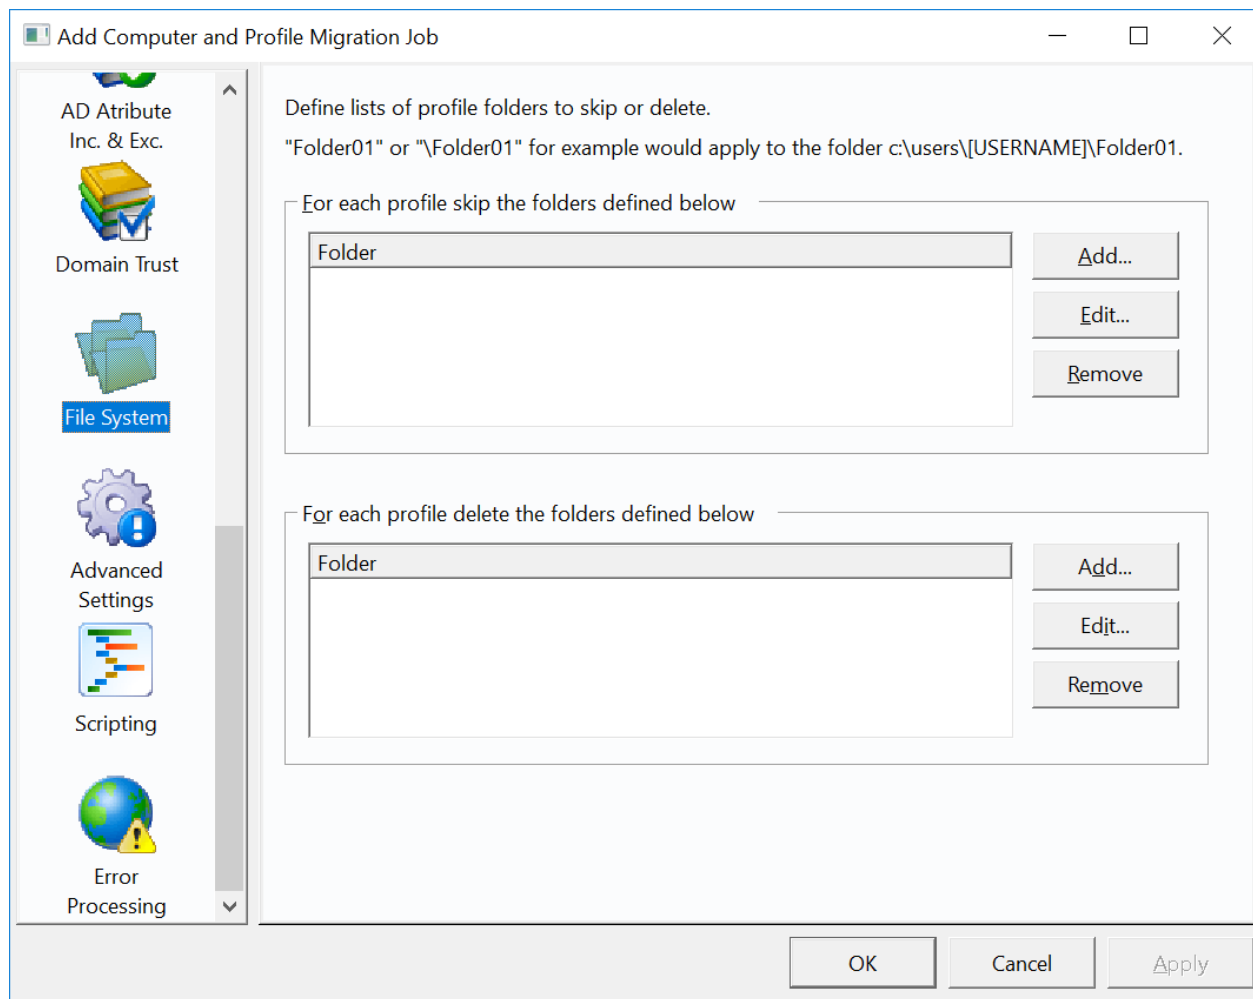 Add Computer and Profile Migration Job
AD Atribute
Inc. & Exc.
Domain Trust
File System
Advanced
Settings
Scripting
Error
Processing
Define lists of profile folders to skip or delete.
"Folder01" or "\Folder01" for example would apply to the folder c:\users\[USERNAME]\Folder01.
For each profile skip the folders defined below
Folder
Add...
Edit...
Remove
For each profile delete the folders defined below
Folder
Add...
Edit...
Remove
OK
Cancel
Apply